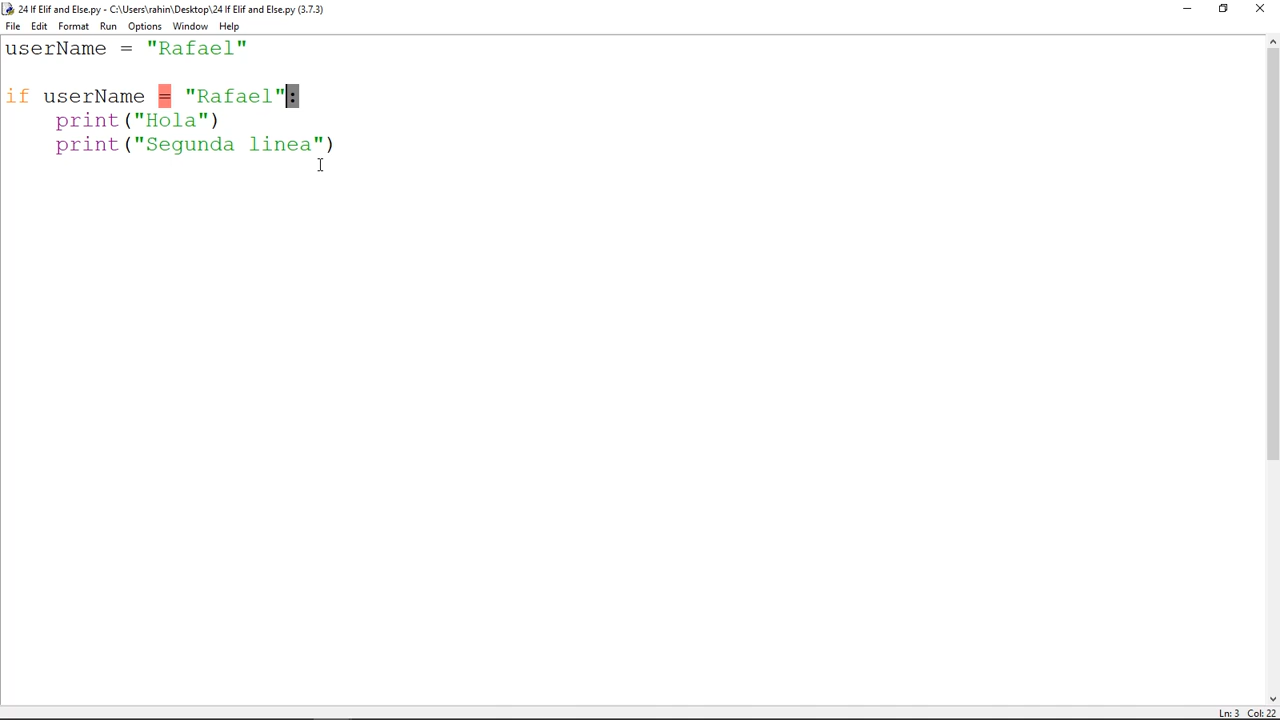 24 If Elif and Else.py - C:\Users\rahin\Desktop\24 If Elif and Else.py (3.7.3)
File Edit Format Run Options Window Help
userName = "Rafael"
if userName = "Rafael":
    print("Hola")
    print("Segunda linea")
Ln: 3 Col: 22